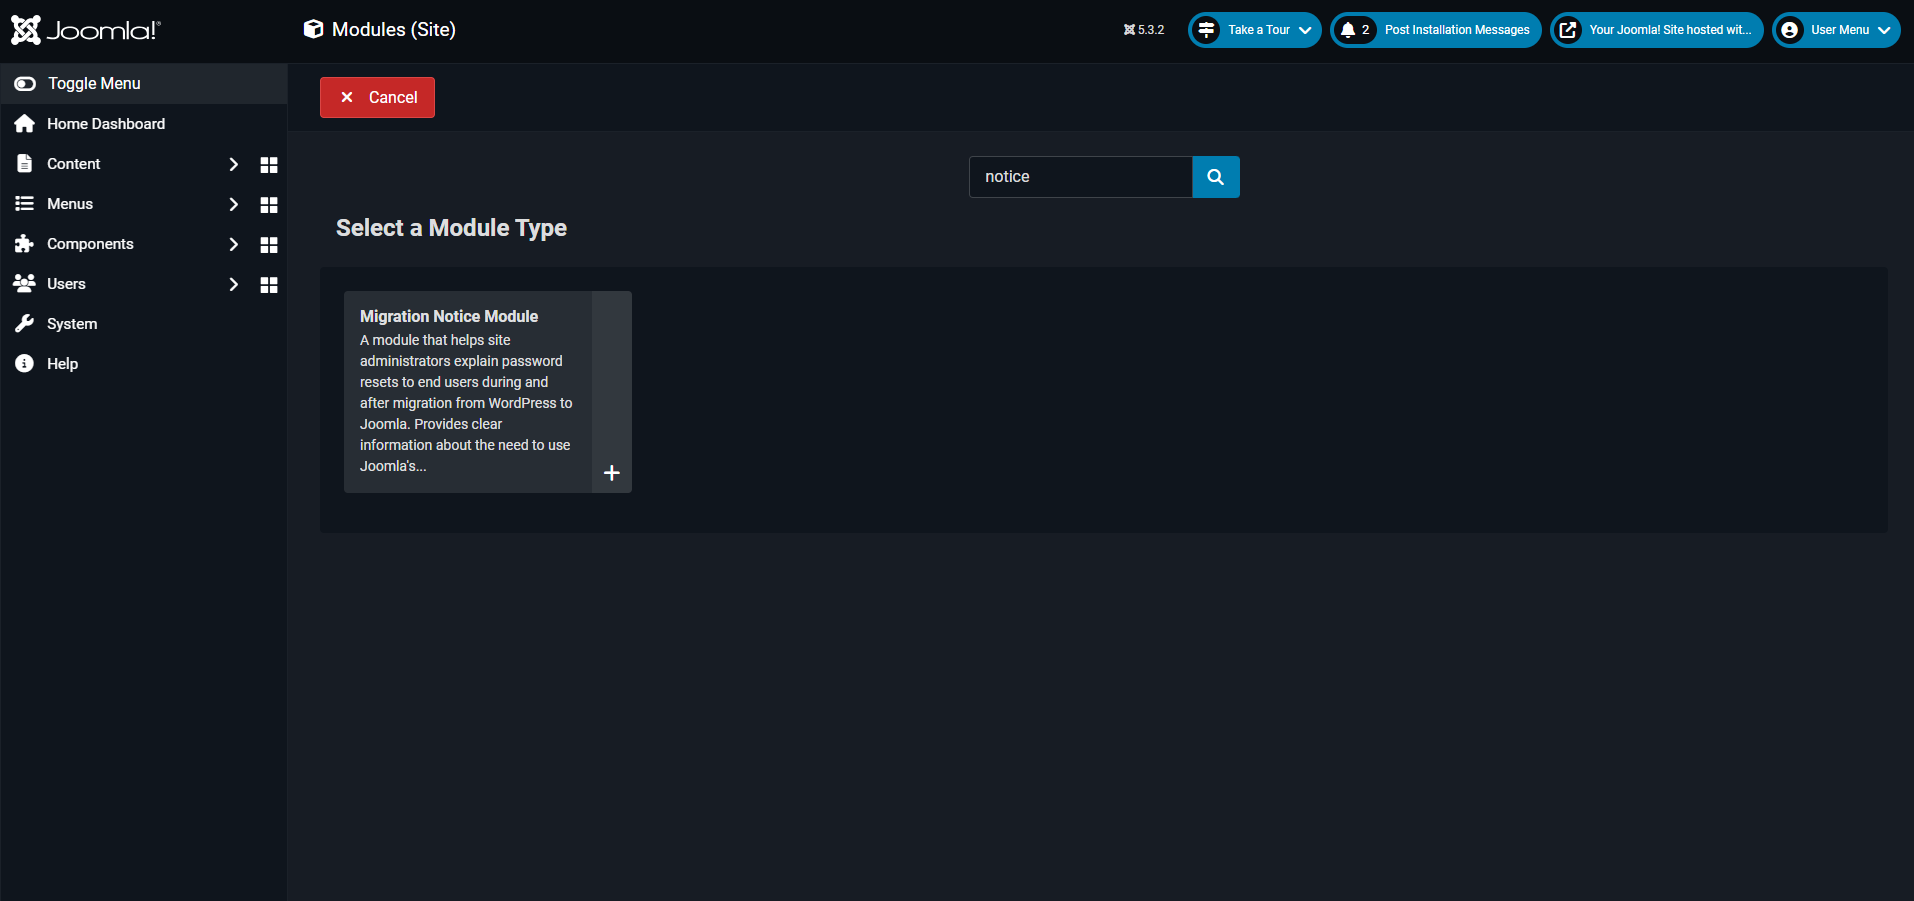 Joomla!®
Modules (Site)
5.3.2
Take a Tour
2
Post Installation Messages
Your Joomla! Site hosted wit...
User Menu
Toggle Menu
Cancel
Home Dashboard
Content
notice
Menus
Select a Module Type
Components
Users
System
Help
Migration Notice Module
A module that helps site
administrators explain password
resets to end users during and
after migration from WordPress to
Joomla. Provides clear
information about the need to use
Joomla's...